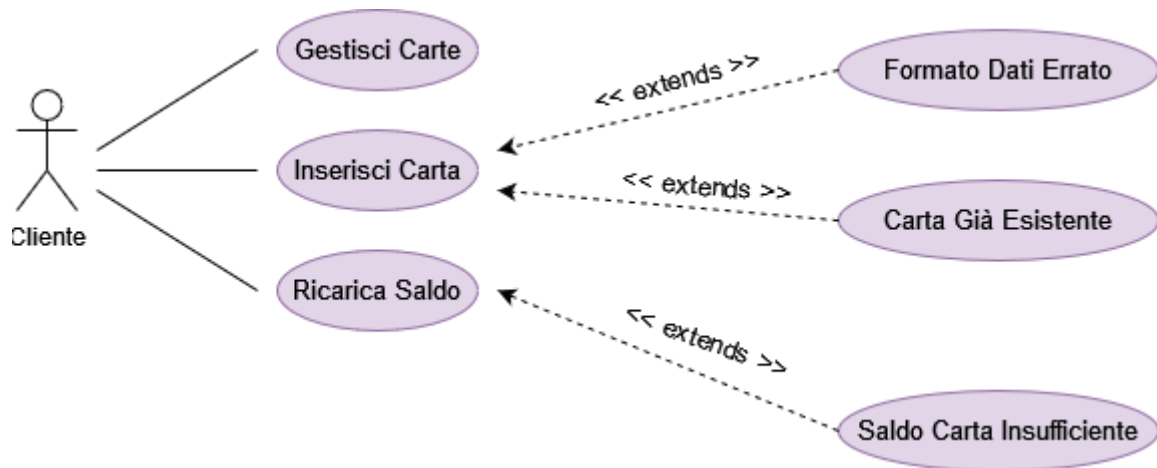 Gestisci Carte
<< extends >>
Formato Dati Errato
Inserisci Carta
<< extends >>
Carta Già Esistente
Cliente
Ricarica Saldo
<< extends >>
Saldo Carta Insufficiente